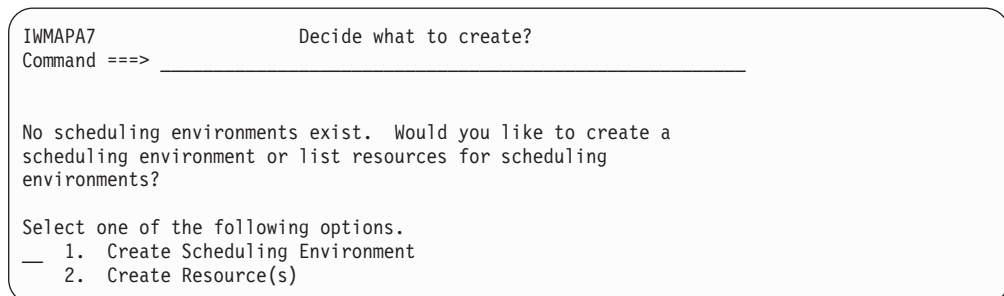 IWMAPA7 Decide what to create?
Command ===> ______________________________________________________
No scheduling environments exist. Would you like to create a
scheduling environment or list resources for scheduling
environments?
Select one of the following options.
__ 1. Create Scheduling Environment
2. Create Resource(s)